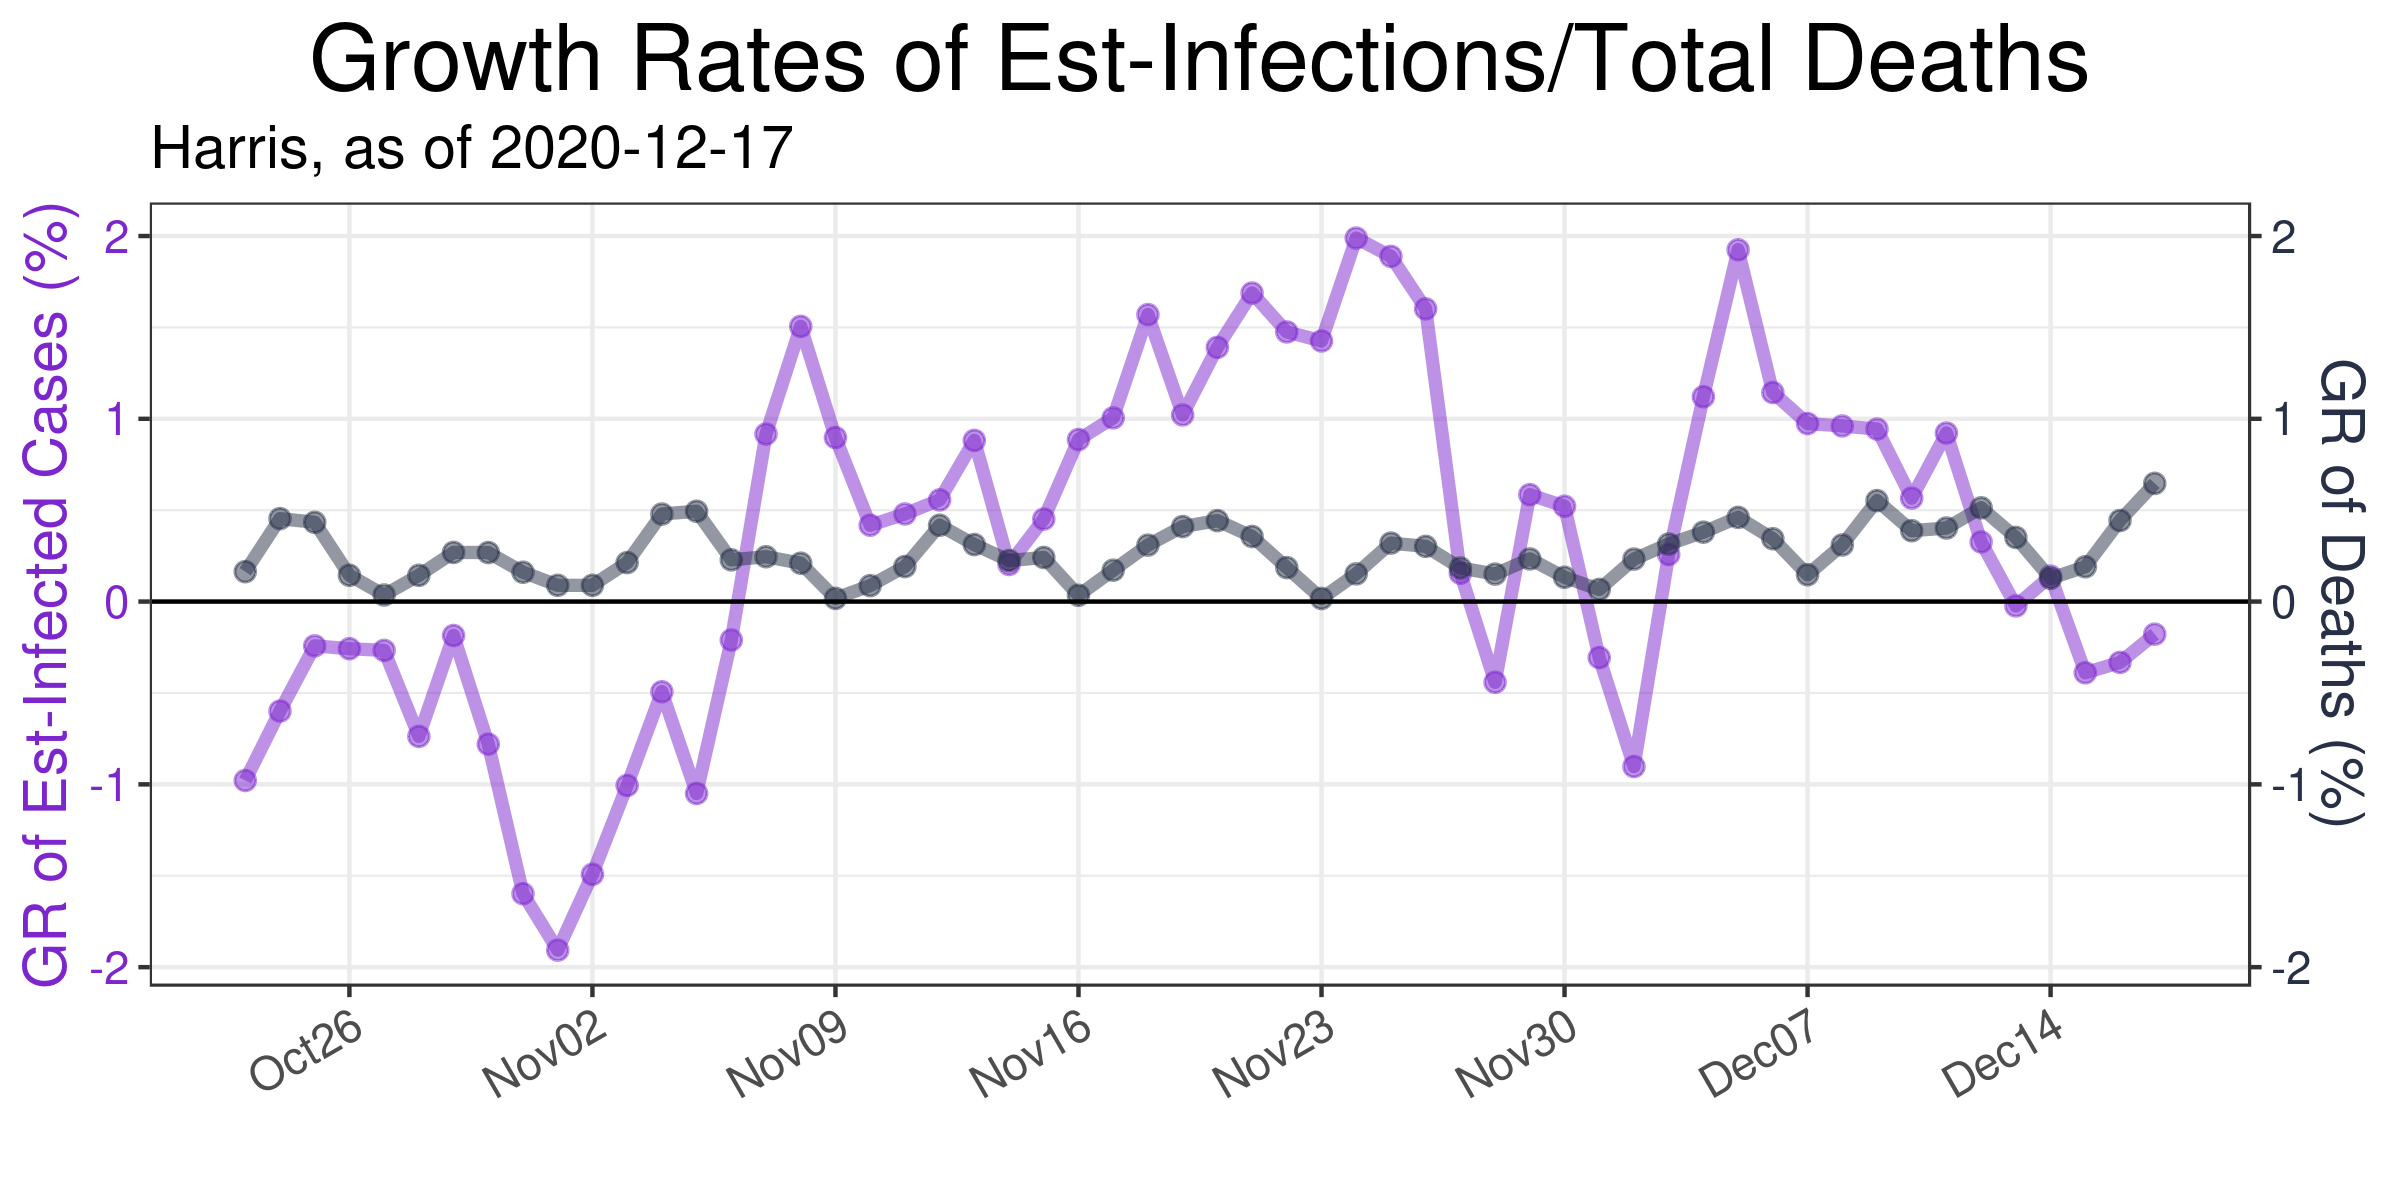 Growth Rates of Est-Infections/Total Deaths
Harris, as of 2020-12-17
GR of Est-Infected Cases (%)
2
1
0
-1
-2
2
1
0
-1
-2
GR of Deaths (%)
Oct26
Nov02
Nov09
Nov16
Nov23
Nov30
Dec07
Dec14